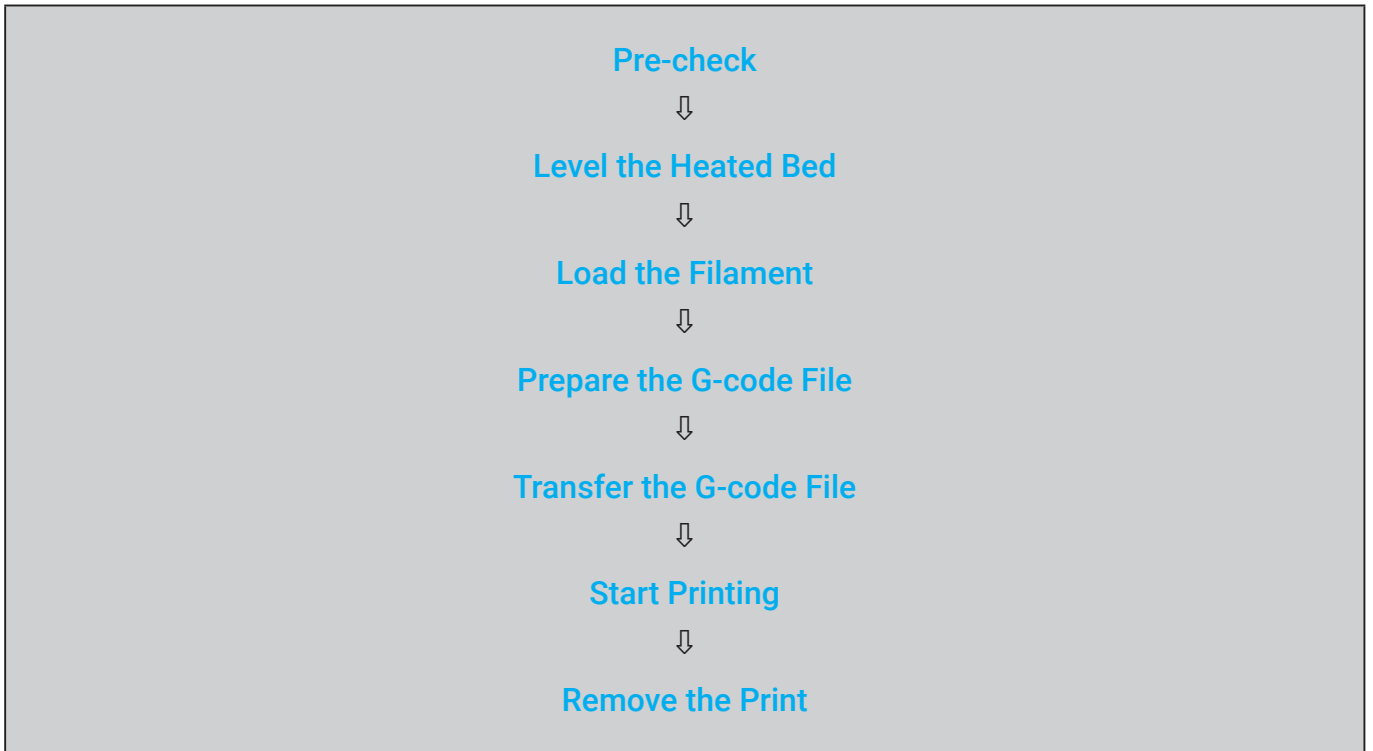 Pre-check
⇩
Level the Heated Bed
⇩
Load the Filament
⇩
Prepare the G-code File
⇩
Transfer the G-code File
⇩
Start Printing
⇩
Remove the Print